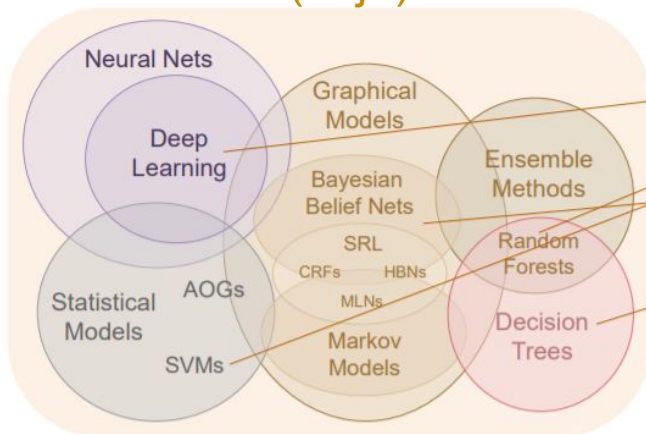 Neural Nets
Deep
Learning
Graphical
Models
Ensemble
Methods
Bayesian
Belief Nets
SRL
CRFs HBNs
MLNs
Random
Forests
Statistical
Models
AOGs
SVMs
Markov
Models
Decision
Trees